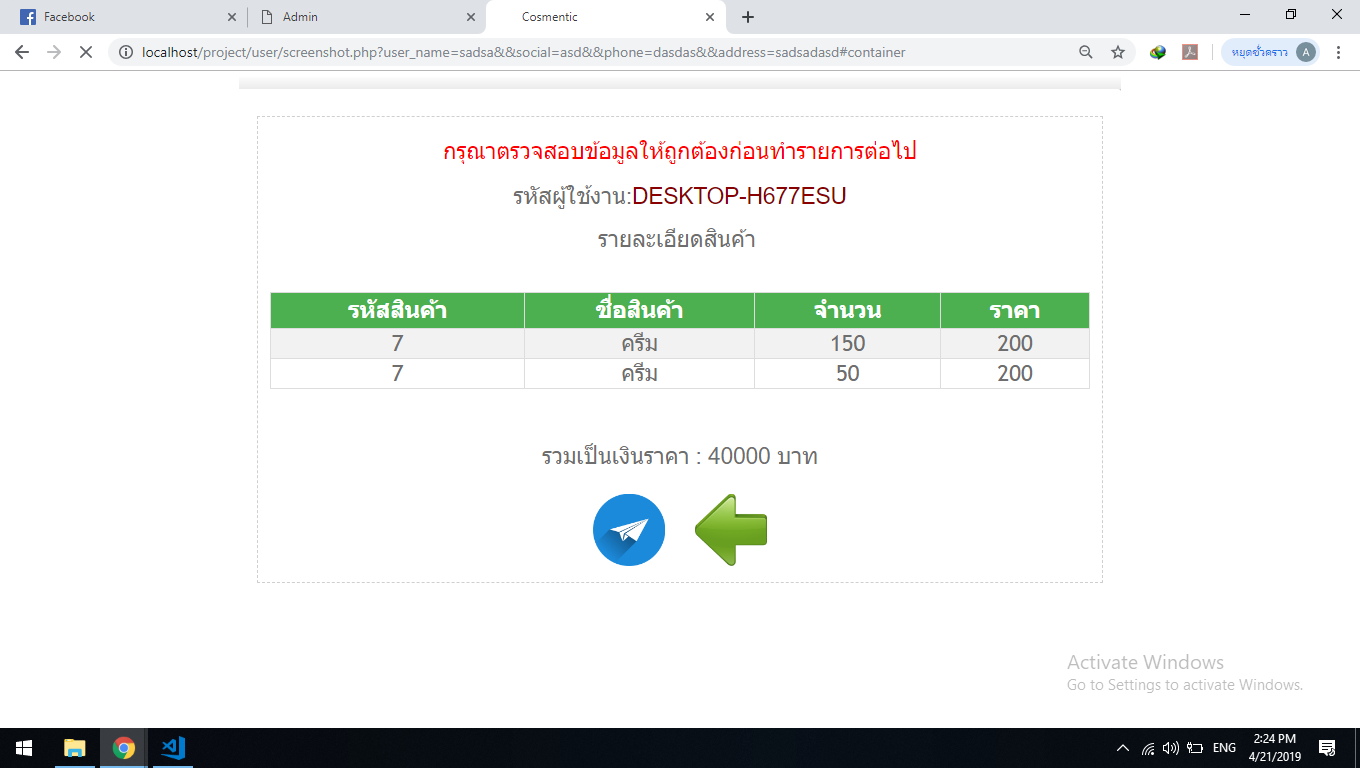 Facebook
Admin
Cosmentic
localhost/project/user/screenshot.php?user_name=sadsa&&social=asd&&phone=dasdas&&address=sadsadasd#container
หยุดชั่วคราว A
กรุณาตรวจสอบข้อมูลให้ถูกต้องก่อนทำรายการต่อไป
รหัสผู้ใช้งาน:DESKTOP-H677ESU
รายละเอียดสินค้า
รหัสสินค้า ชื่อสินค้า จำนวน ราคา
7 ครีม 150 200
7 ครีม 50 200
รวมเป็นเงินราคา : 40000 บาท
Activate Windows
Go to Settings to activate Windows.
ENG
2:24 PM
4/21/2019